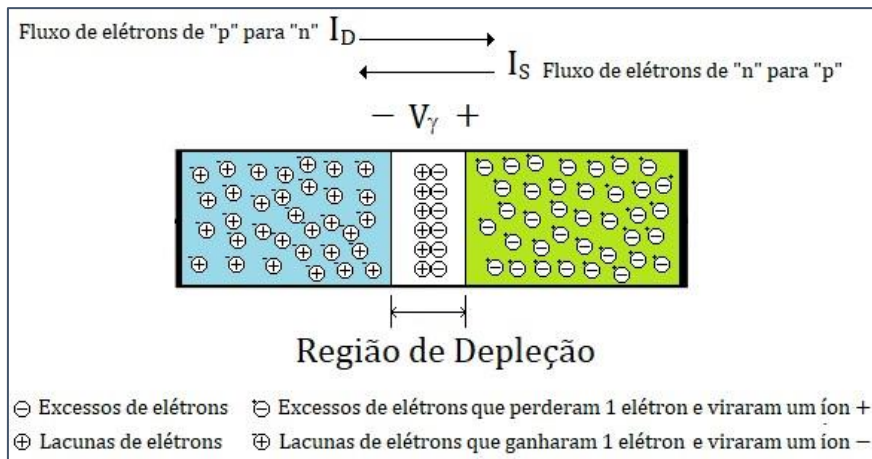 Fluxo de elétrons de "p" para "n" I_D
I_S Fluxo de elétrons de "n" para "p"
− Vγ +
Região de Depleção
⊖ Excessos de elétrons ⁺⊖ Excessos de elétrons que perderam 1 elétron e viraram um íon +
⊕ Lacunas de elétrons ⁻⊕ Lacunas de elétrons que ganharam 1 elétron e viraram um íon −